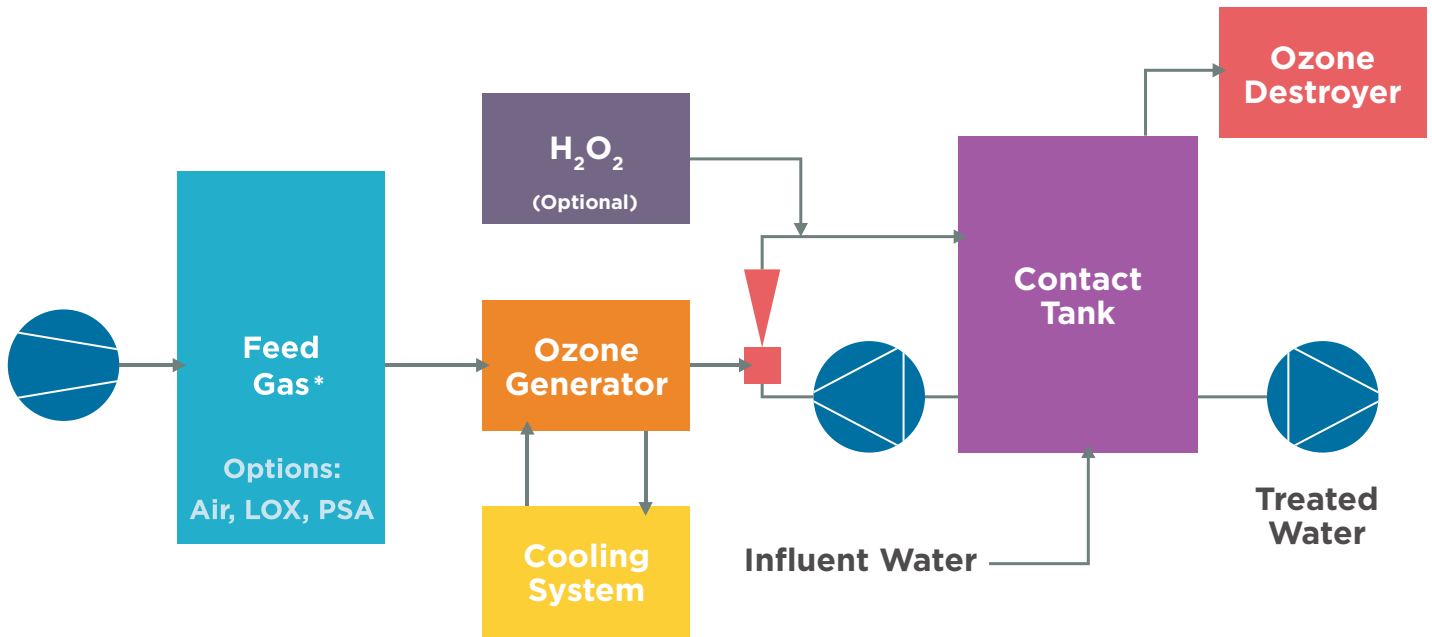 Feed
Gas*
Options:
Air, LOX, PSA
H₂O₂
(Optional)
Ozone
Generator
Cooling
System
Contact
Tank
Ozone
Destroyer
Influent Water
Treated
Water